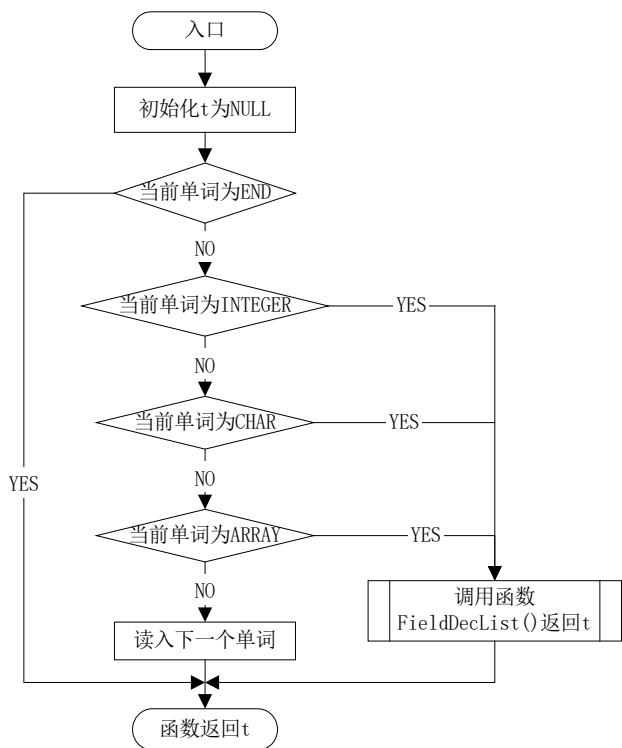 入口
初始化t为NULL
当前单词为END
NO
当前单词为INTEGER
YES
NO
当前单词为CHAR
YES
NO
YES
当前单词为ARRAY
YES
NO
调用函数
FieldDecList()返回t
读入下一个单词
函数返回t